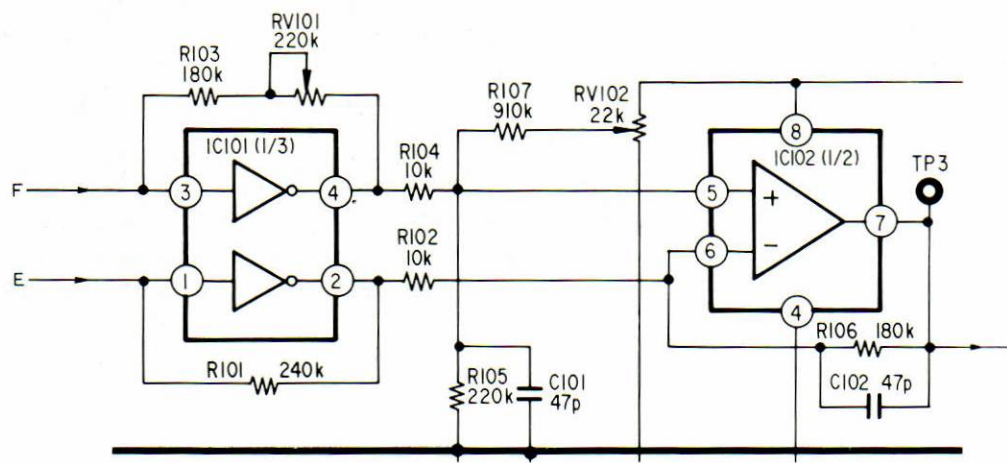 RV101
220k
R103
180k
R107
910k
RV102
22k
IC101 (1/3)
R104
10k
8
IC102 (1/2)
TP3
F
3
4
5
+
7
R102
10k
6
−
E
1
2
4
R106 180k
R101 240k
R105
220k
C101
47p
C102 47p